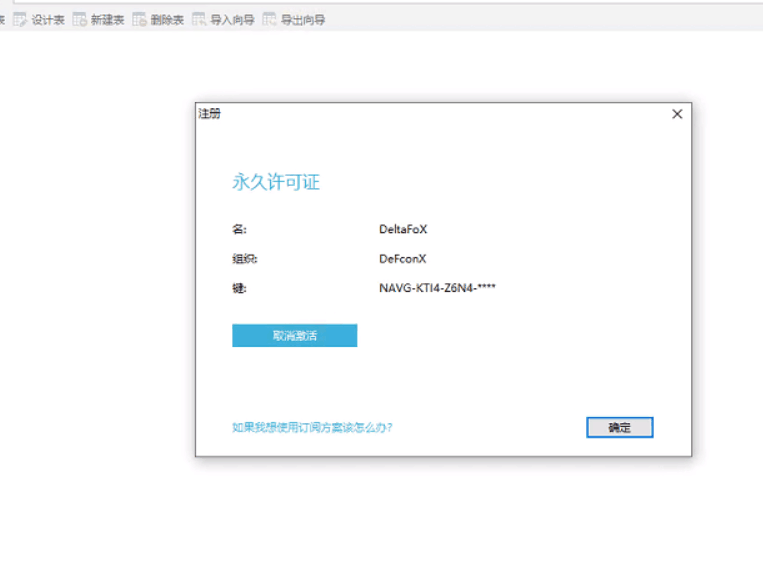 表 设计表 新建表 删除表 导入向导 导出向导
注册
永久许可证
名: DeltaFoX
组织: DeFconX
键: NAVG-KTI4-Z6N4-****
取消激活
如果我想使用订阅方案该怎么办?
确定